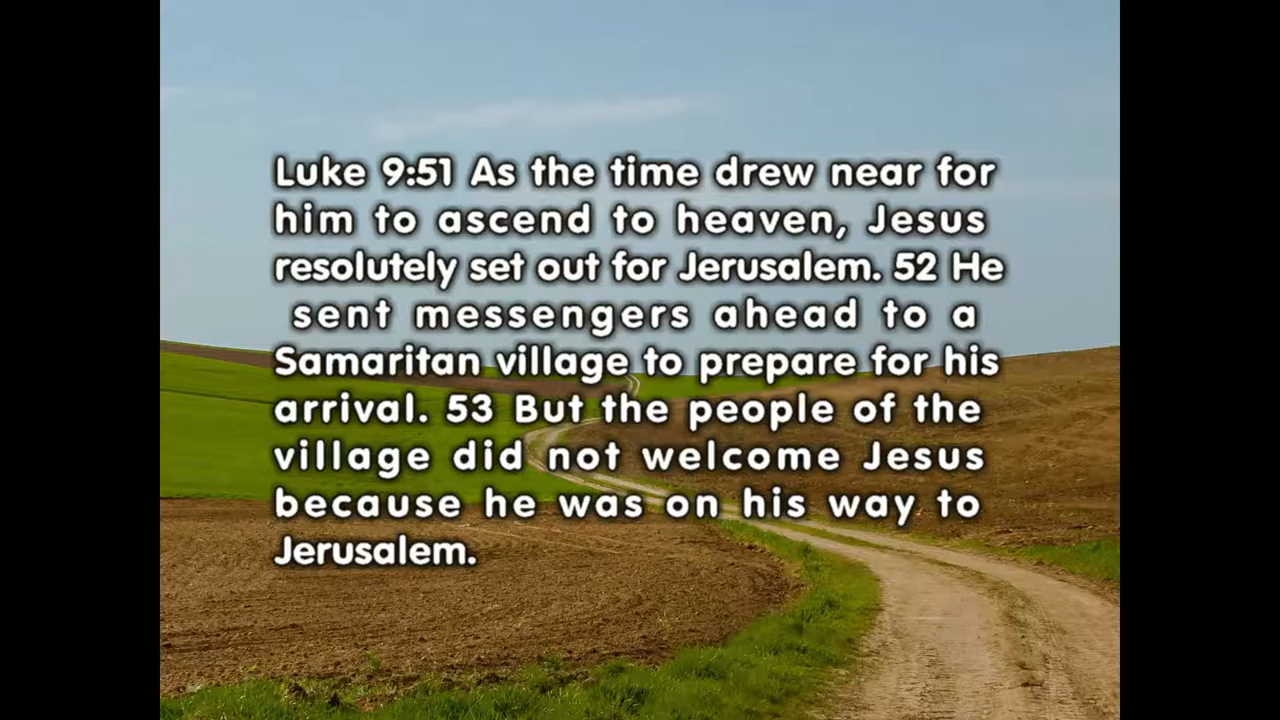 Luke 9:51 As the time drew near for
him to ascend to heaven, Jesus
resolutely set out for Jerusalem. 52 He
sent messengers ahead to a
Samaritan village to prepare for his
arrival. 53 But the people of the
village did not welcome Jesus
because he was on his way to
Jerusalem.